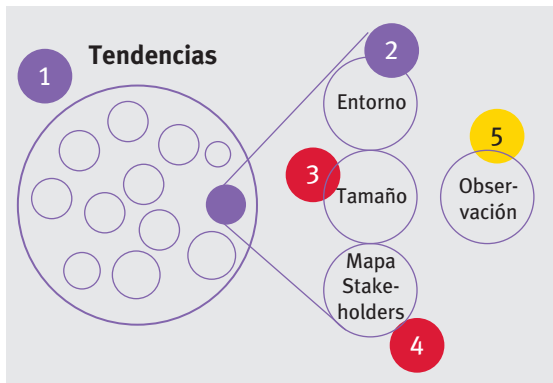 1
Tendencias
2
Entorno
3
Tamaño
Mapa
Stake-
holders
4
5
Obser-
vación